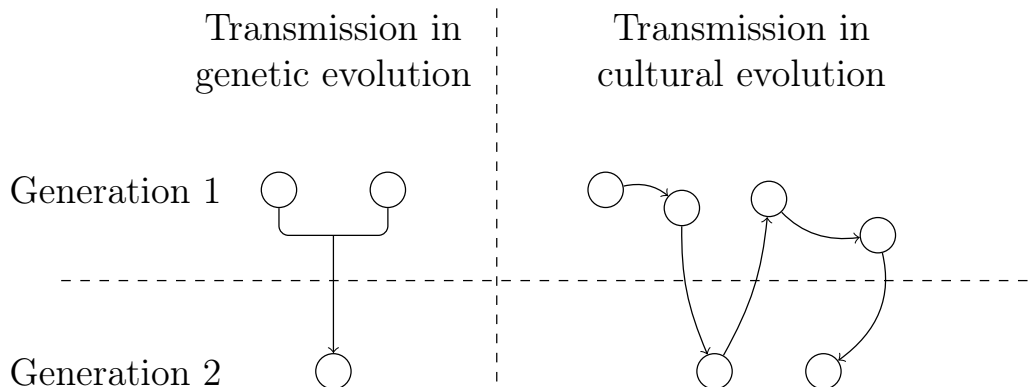 Transmission in
genetic evolution
Transmission in
cultural evolution
Generation 1
Generation 2